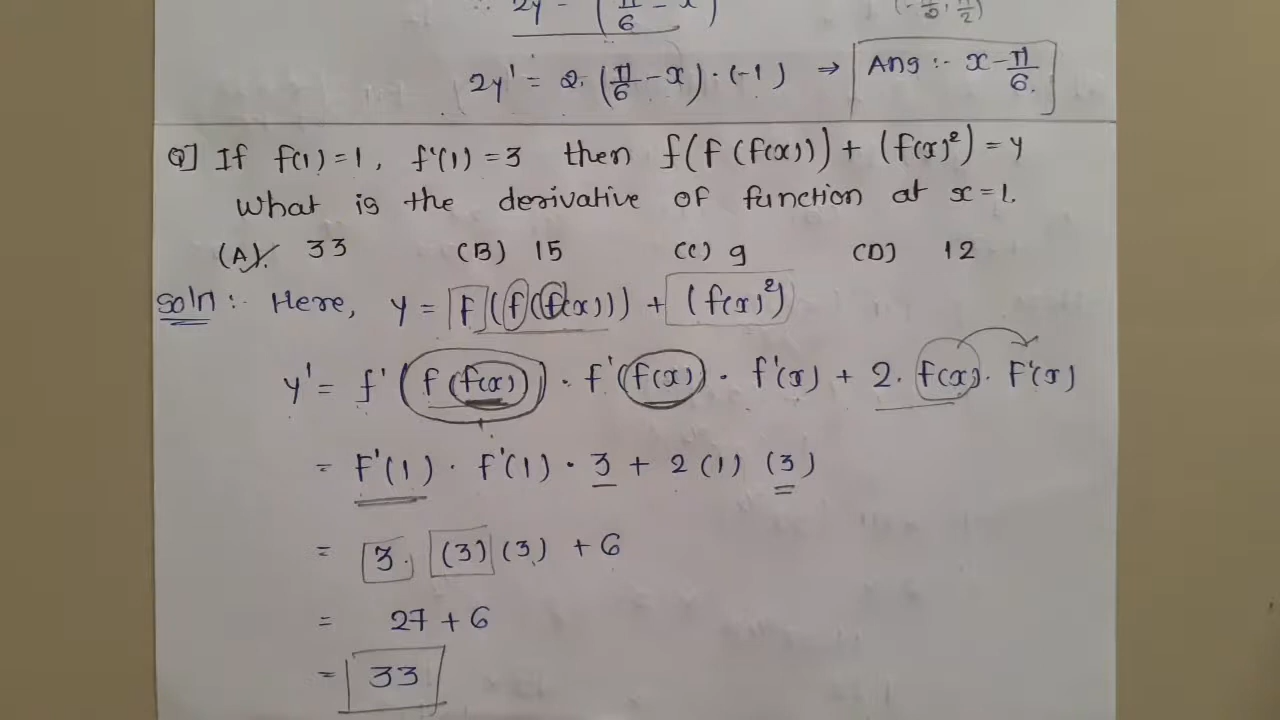 ∴ 2y = (π/6 - x)
2y' = 2·(π/6 - x)·(-1) ⇒ Ans :- x - π/6.
Q] If f(1) = 1, f'(1) = 3 then f(f(f(x))) + (f(x)²) = y
What is the derivative of function at x = 1.
(A) 33 (B) 15 (C) 9 (D) 12
Soln :- Here, y = f(f(f(x))) + (f(x)²)
y' = f'(f(f(x))) · f'(f(x)) · f'(x) + 2. f(x). F'(x)
= F'(1) · f'(1) · 3 + 2 (1) (3)
= 3. (3) (3) + 6
= 27 + 6
= 33